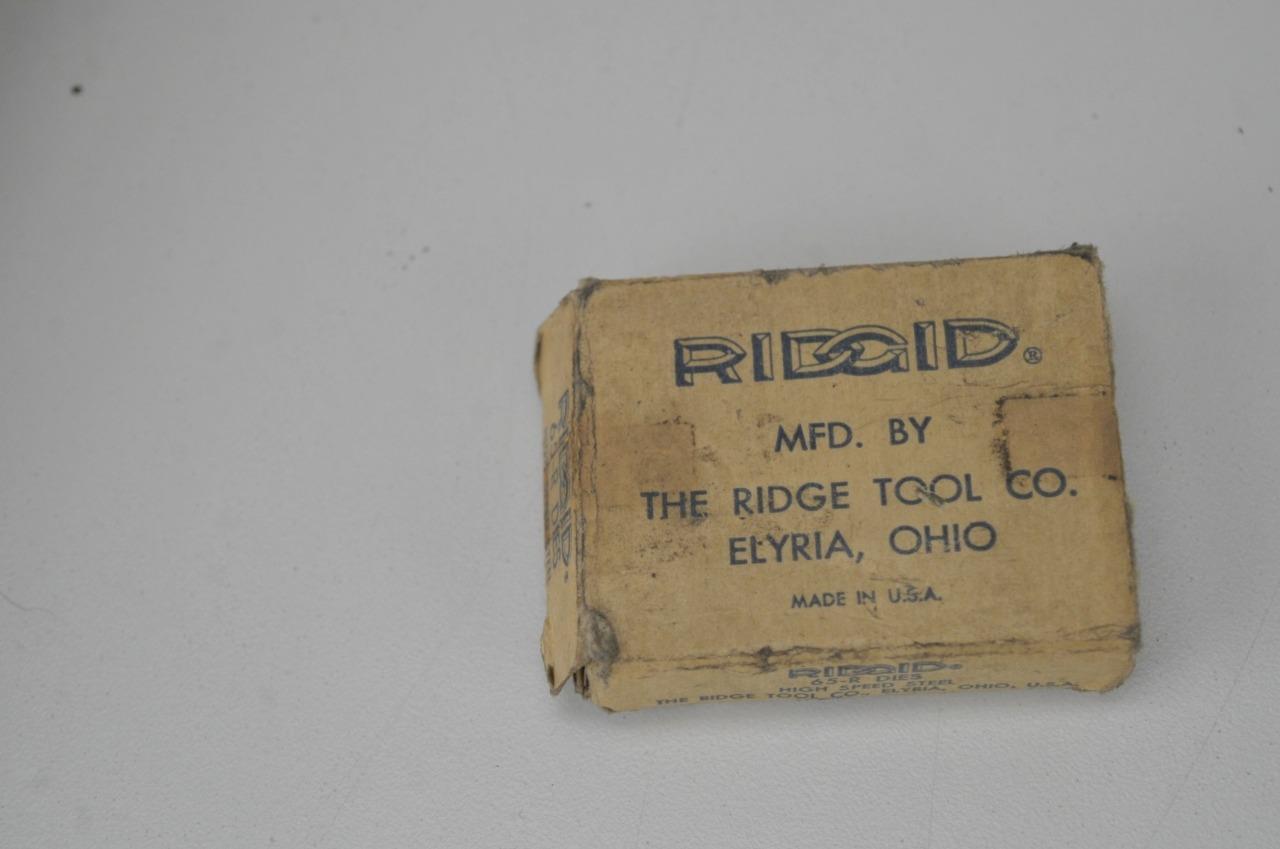 RIDGID®
MFD. BY
THE RIDGE TOOL CO.
ELYRIA, OHIO
MADE IN U.S.A.
RIDGID®
65-R DIES
HIGH SPEED STEEL
THE RIDGE TOOL CO., ELYRIA, OHIO, U.S.A.
RIDGID®